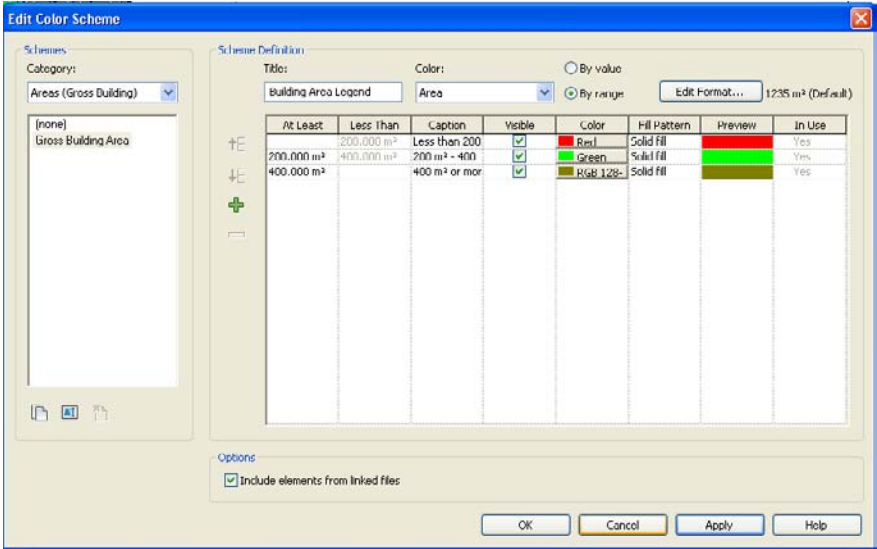 Edit Color Scheme
Schemes
Category:
Areas (Gross Building)
(none)
Gross Building Area
Scheme Definition
Title:
Building Area Legend
Color:
Area
By value
By range
Edit Format...
1235 m² (Default)
At Least Less Than Caption Visible Color Fill Pattern Preview In Use
200.000 m² Less than 200 Red Solid fill Yes
200.000 m² 400.000 m² 200 m² - 400 Green Solid fill Yes
400.000 m² 400 m² or mor RGB 128- Solid fill Yes
AI
Options
Include elements from linked files
OK Cancel Apply Help